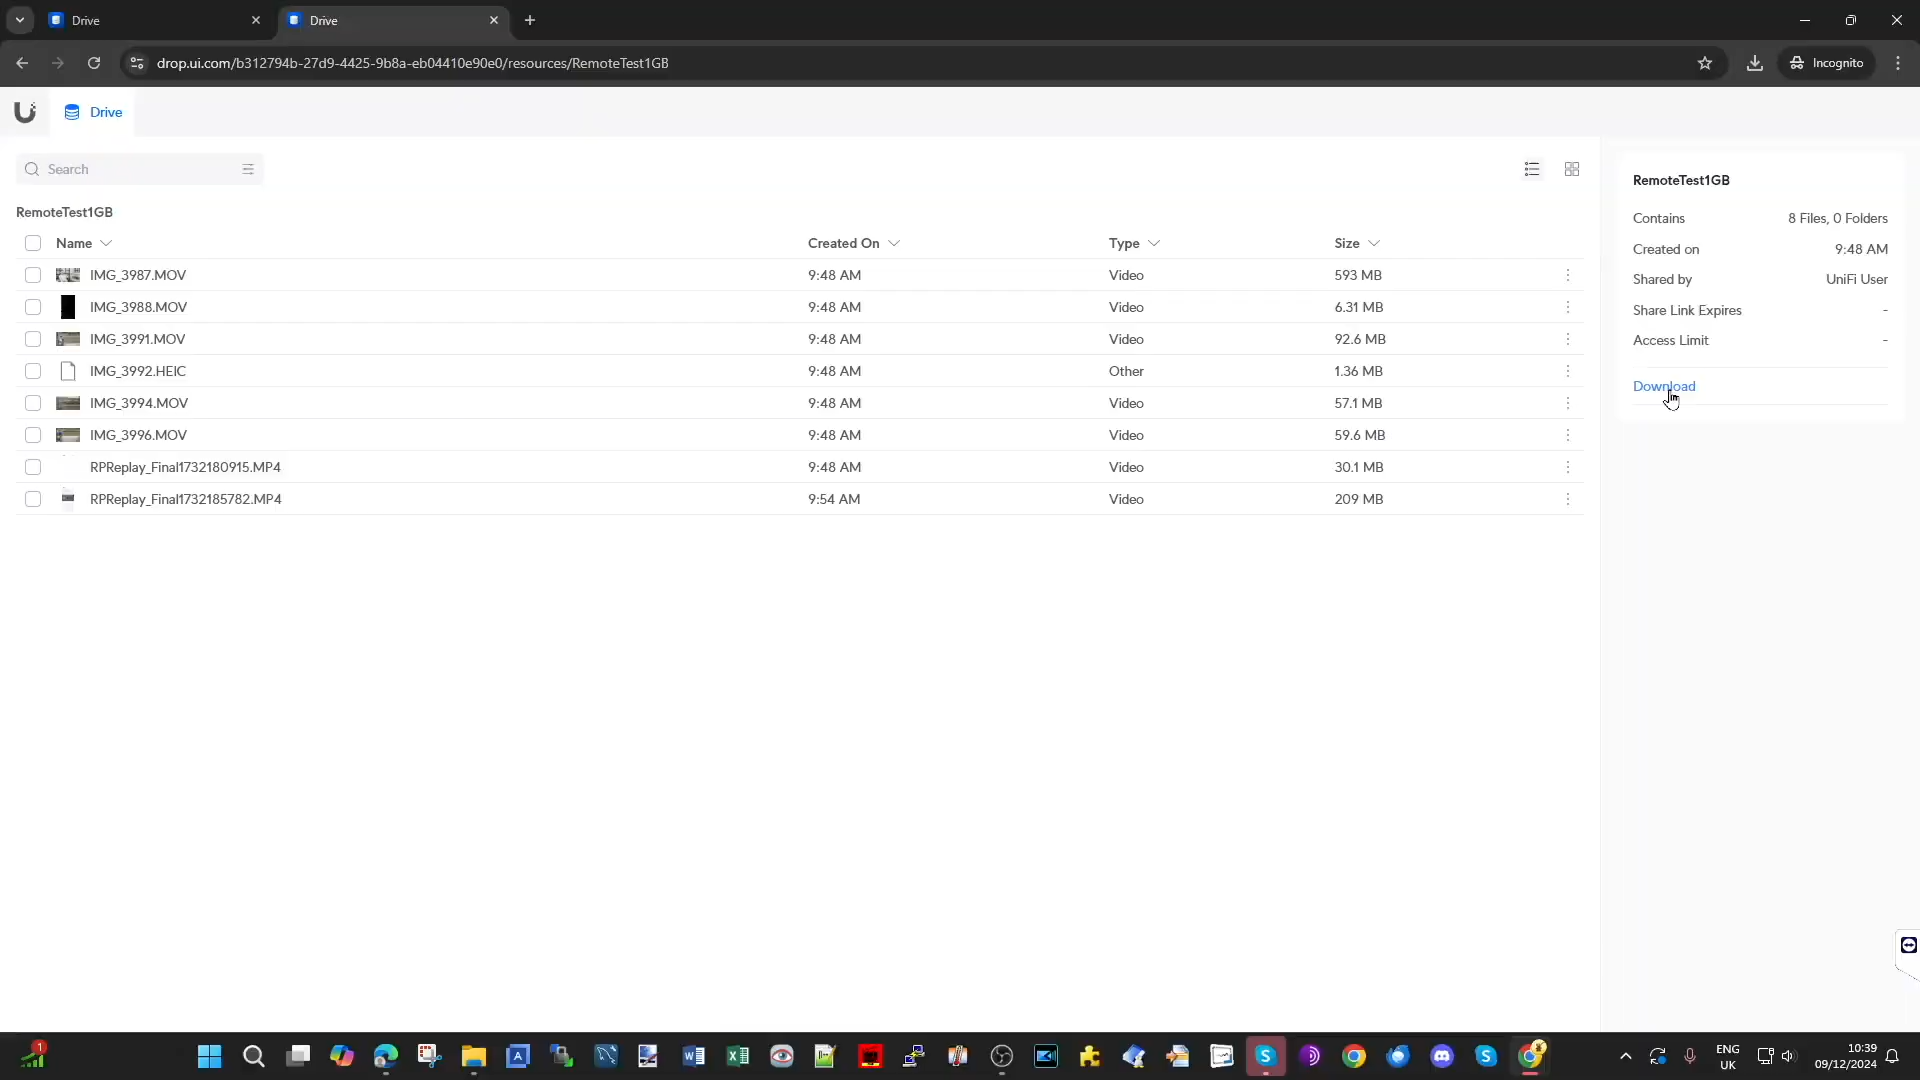 Drive
Drive
drop.ui.com/b312794b-27d9-4425-9b8a-eb04410e90e0/resources/RemoteTest1GB
Incognito
Drive
Search
RemoteTest1GB
Name Created On Type Size
IMG_3987.MOV 9:48 AM Video 593 MB
IMG_3988.MOV 9:48 AM Video 6.31 MB
IMG_3991.MOV 9:48 AM Video 92.6 MB
IMG_3992.HEIC 9:48 AM Other 1.36 MB
IMG_3994.MOV 9:48 AM Video 57.1 MB
IMG_3996.MOV 9:48 AM Video 59.6 MB
RPReplay_Final1732180915.MP4 9:48 AM Video 30.1 MB
RPReplay_Final1732185782.MP4 9:54 AM Video 209 MB
RemoteTest1GB
Contains 8 Files, 0 Folders
Created on 9:48 AM
Shared by UniFi User
Share Link Expires -
Access Limit -
Download
1
ENG
UK
10:39
09/12/2024